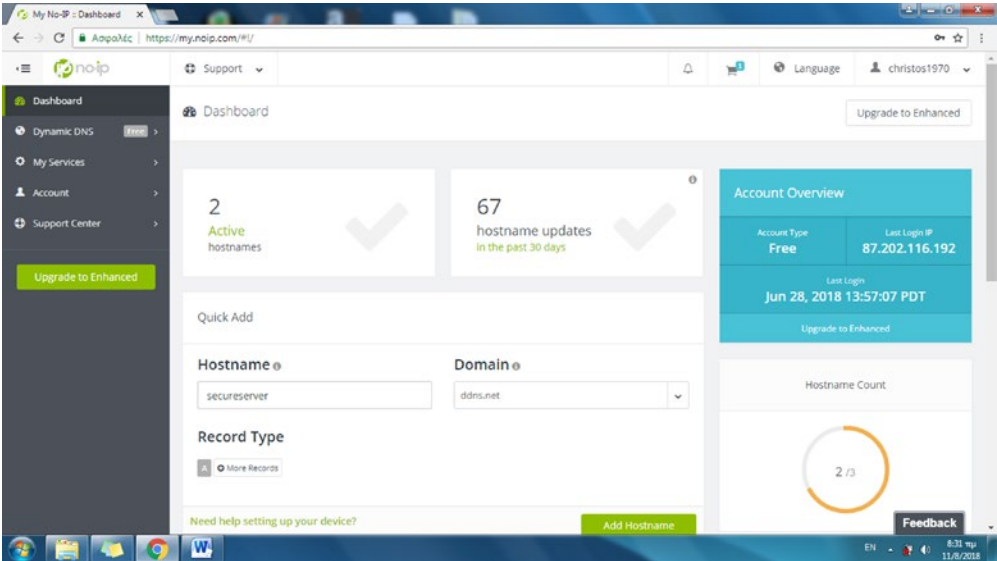 My No-IP :: Dashboard
Ασφαλές https://my.noip.com/#!/
no-ip
Support
1
Language
christos1970
Dashboard
Dynamic DNS Free
My Services
Account
Support Center
Upgrade to Enhanced
Dashboard
Upgrade to Enhanced
2
Active
hostnames
67
hostname updates
in the past 30 days
Account Overview
Account Type
Free
Last Login IP
87.202.116.192
Last Login
Jun 28, 2018 13:57:07 PDT
Upgrade to Enhanced
Quick Add
Hostname
secureserver
Domain
ddns.net
Record Type
A More Records
Need help setting up your device?
Add Hostname
Hostname Count
2 /3
Feedback
W
EN
8:31 πμ
11/8/2018